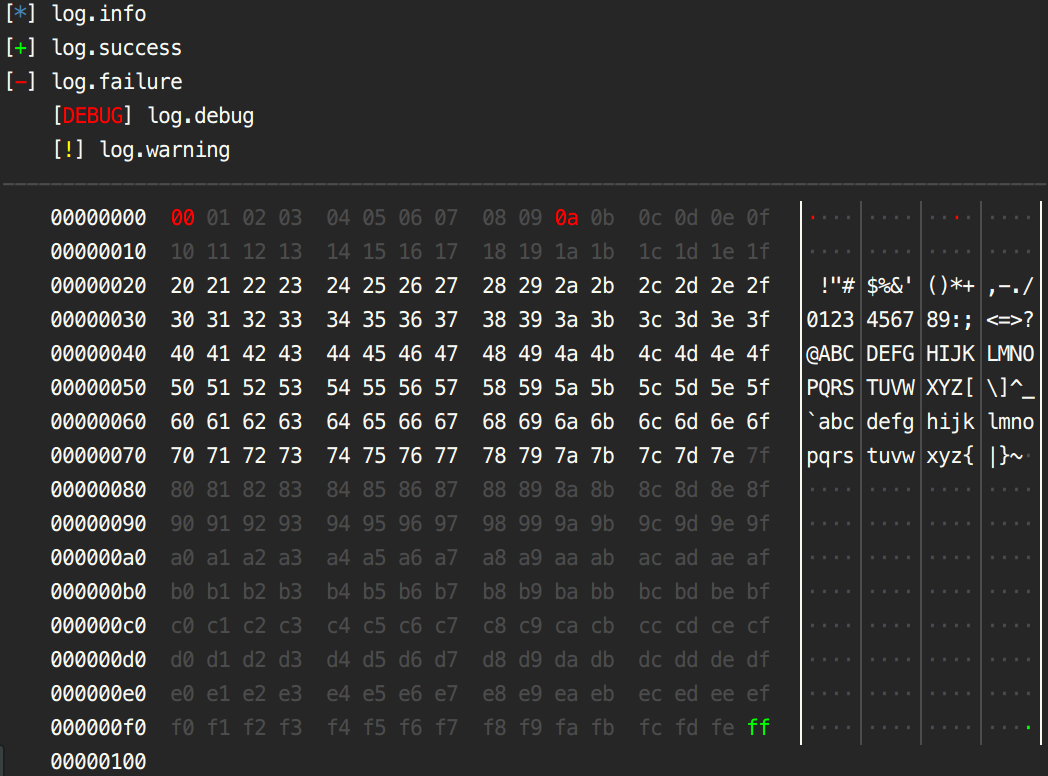 [*] log.info
[+] log.success
[-] log.failure
[DEBUG] log.debug
[!] log.warning
00000000 00 01 02 03 04 05 06 07 08 09 0a 0b 0c 0d 0e 0f |····|····|····|····|
00000010 10 11 12 13 14 15 16 17 18 19 1a 1b 1c 1d 1e 1f |····|····|····|····|
00000020 20 21 22 23 24 25 26 27 28 29 2a 2b 2c 2d 2e 2f | !"#|$%&'|()*+|,-./|
00000030 30 31 32 33 34 35 36 37 38 39 3a 3b 3c 3d 3e 3f |0123|4567|89:;|<=>?|
00000040 40 41 42 43 44 45 46 47 48 49 4a 4b 4c 4d 4e 4f |@ABC|DEFG|HIJK|LMNO|
00000050 50 51 52 53 54 55 56 57 58 59 5a 5b 5c 5d 5e 5f |PQRS|TUVW|XYZ[|\]^_|
00000060 60 61 62 63 64 65 66 67 68 69 6a 6b 6c 6d 6e 6f |`abc|defg|hijk|lmno|
00000070 70 71 72 73 74 75 76 77 78 79 7a 7b 7c 7d 7e 7f |pqrs|tuvw|xyz{||}~·|
00000080 80 81 82 83 84 85 86 87 88 89 8a 8b 8c 8d 8e 8f |····|····|····|····|
00000090 90 91 92 93 94 95 96 97 98 99 9a 9b 9c 9d 9e 9f |····|····|····|····|
000000a0 a0 a1 a2 a3 a4 a5 a6 a7 a8 a9 aa ab ac ad ae af |····|····|····|····|
000000b0 b0 b1 b2 b3 b4 b5 b6 b7 b8 b9 ba bb bc bd be bf |····|····|····|····|
000000c0 c0 c1 c2 c3 c4 c5 c6 c7 c8 c9 ca cb cc cd ce cf |····|····|····|····|
000000d0 d0 d1 d2 d3 d4 d5 d6 d7 d8 d9 da db dc dd de df |····|····|····|····|
000000e0 e0 e1 e2 e3 e4 e5 e6 e7 e8 e9 ea eb ec ed ee ef |····|····|····|····|
000000f0 f0 f1 f2 f3 f4 f5 f6 f7 f8 f9 fa fb fc fd fe ff |····|····|····|····|
00000100